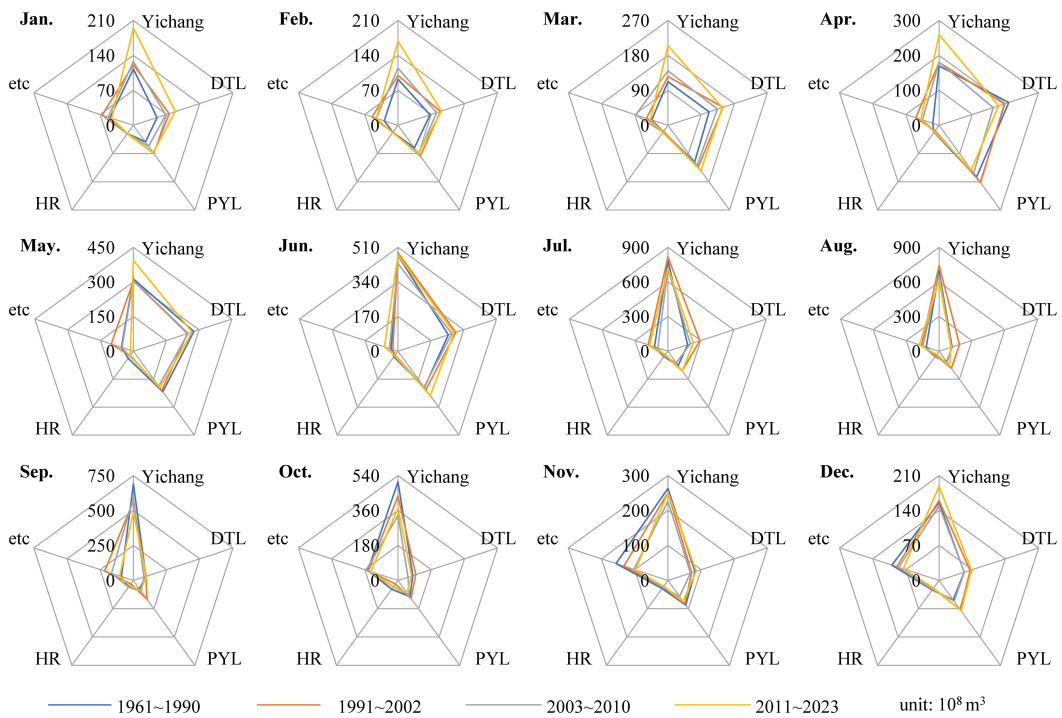 Jan. 210 Yichang
140
70
0
etc DTL
HR PYL
Feb. 210 Yichang
140
70
0
etc DTL
HR PYL
Mar. 270 Yichang
180
90
0
etc DTL
HR PYL
Apr. 300 Yichang
200
100
0
etc DTL
HR PYL
May. 450 Yichang
300
150
0
etc DTL
HR PYL
Jun. 510 Yichang
340
170
0
etc DTL
HR PYL
Jul. 900 Yichang
600
300
0
etc DTL
HR PYL
Aug. 900 Yichang
600
300
0
etc DTL
HR PYL
Sep. 750 Yichang
500
250
0
etc DTL
HR PYL
Oct. 540 Yichang
360
180
0
etc DTL
HR PYL
Nov. 300 Yichang
200
100
0
etc DTL
HR PYL
Dec. 210 Yichang
140
70
0
etc DTL
HR PYL
1961~1990 1991~2002 2003~2010 2011~2023 unit: 10⁸ m³